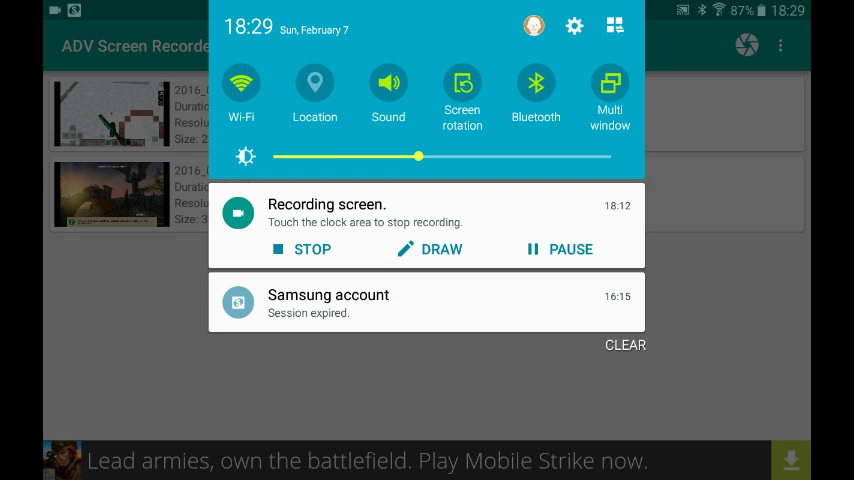 87% 18:29
ADV Screen Recorde
18:29 Sun, February 7
Wi-Fi
Location
Sound
Screen rotation
Bluetooth
Multi window
2016_0
Duratio
Resolu
Size: 2
2016_0
Duratio
Resolu
Size: 3
Recording screen. 18:12
Touch the clock area to stop recording.
STOP DRAW PAUSE
Samsung account 16:15
Session expired.
CLEAR
Lead armies, own the battlefield. Play Mobile Strike now.